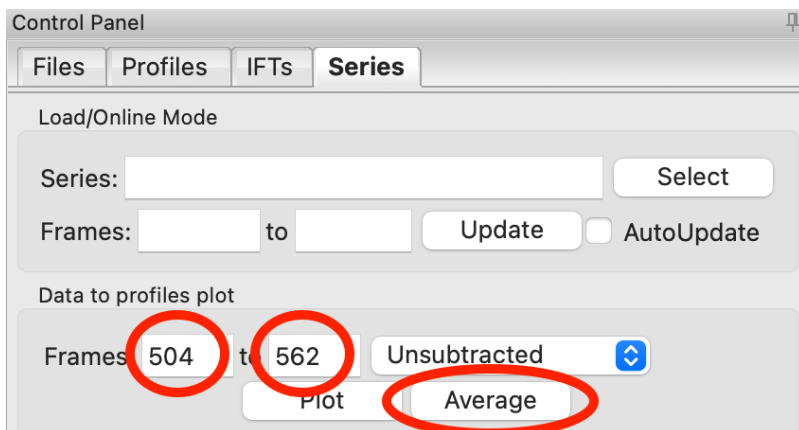 Control Panel
Files Profiles IFTs Series
Load/Online Mode
Series: Select
Frames: to Update AutoUpdate
Data to profiles plot
Frames 504 to 562 Unsubtracted
Plot Average